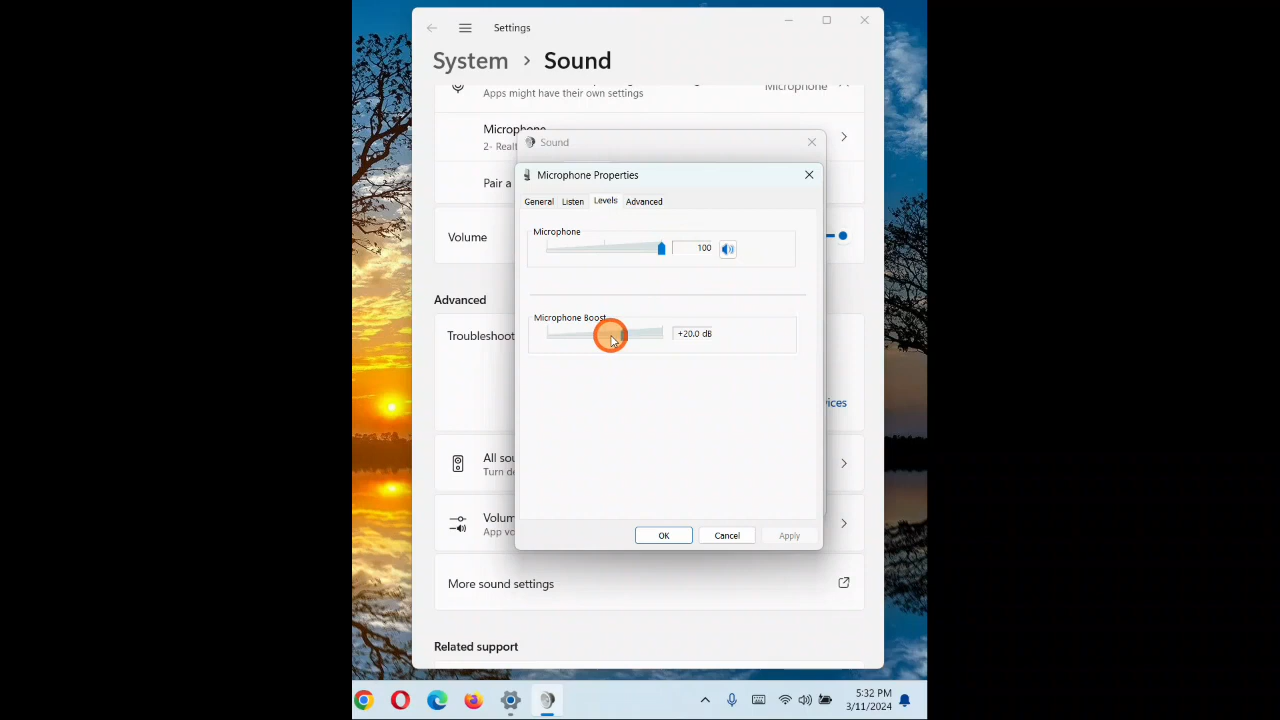 Settings
System > Sound
Apps might have their own settings
Microphone
Microphone
2- Realt
Sound
Pair a
Microphone Properties
General Listen Levels Advanced
Volume
Microphone
100
Advanced
Microphone Boost
+20.0 dB
Troubleshoot
vices
All sou
Turn de
Volum
App vo
OK Cancel Apply
More sound settings
Related support
5:32 PM
3/11/2024